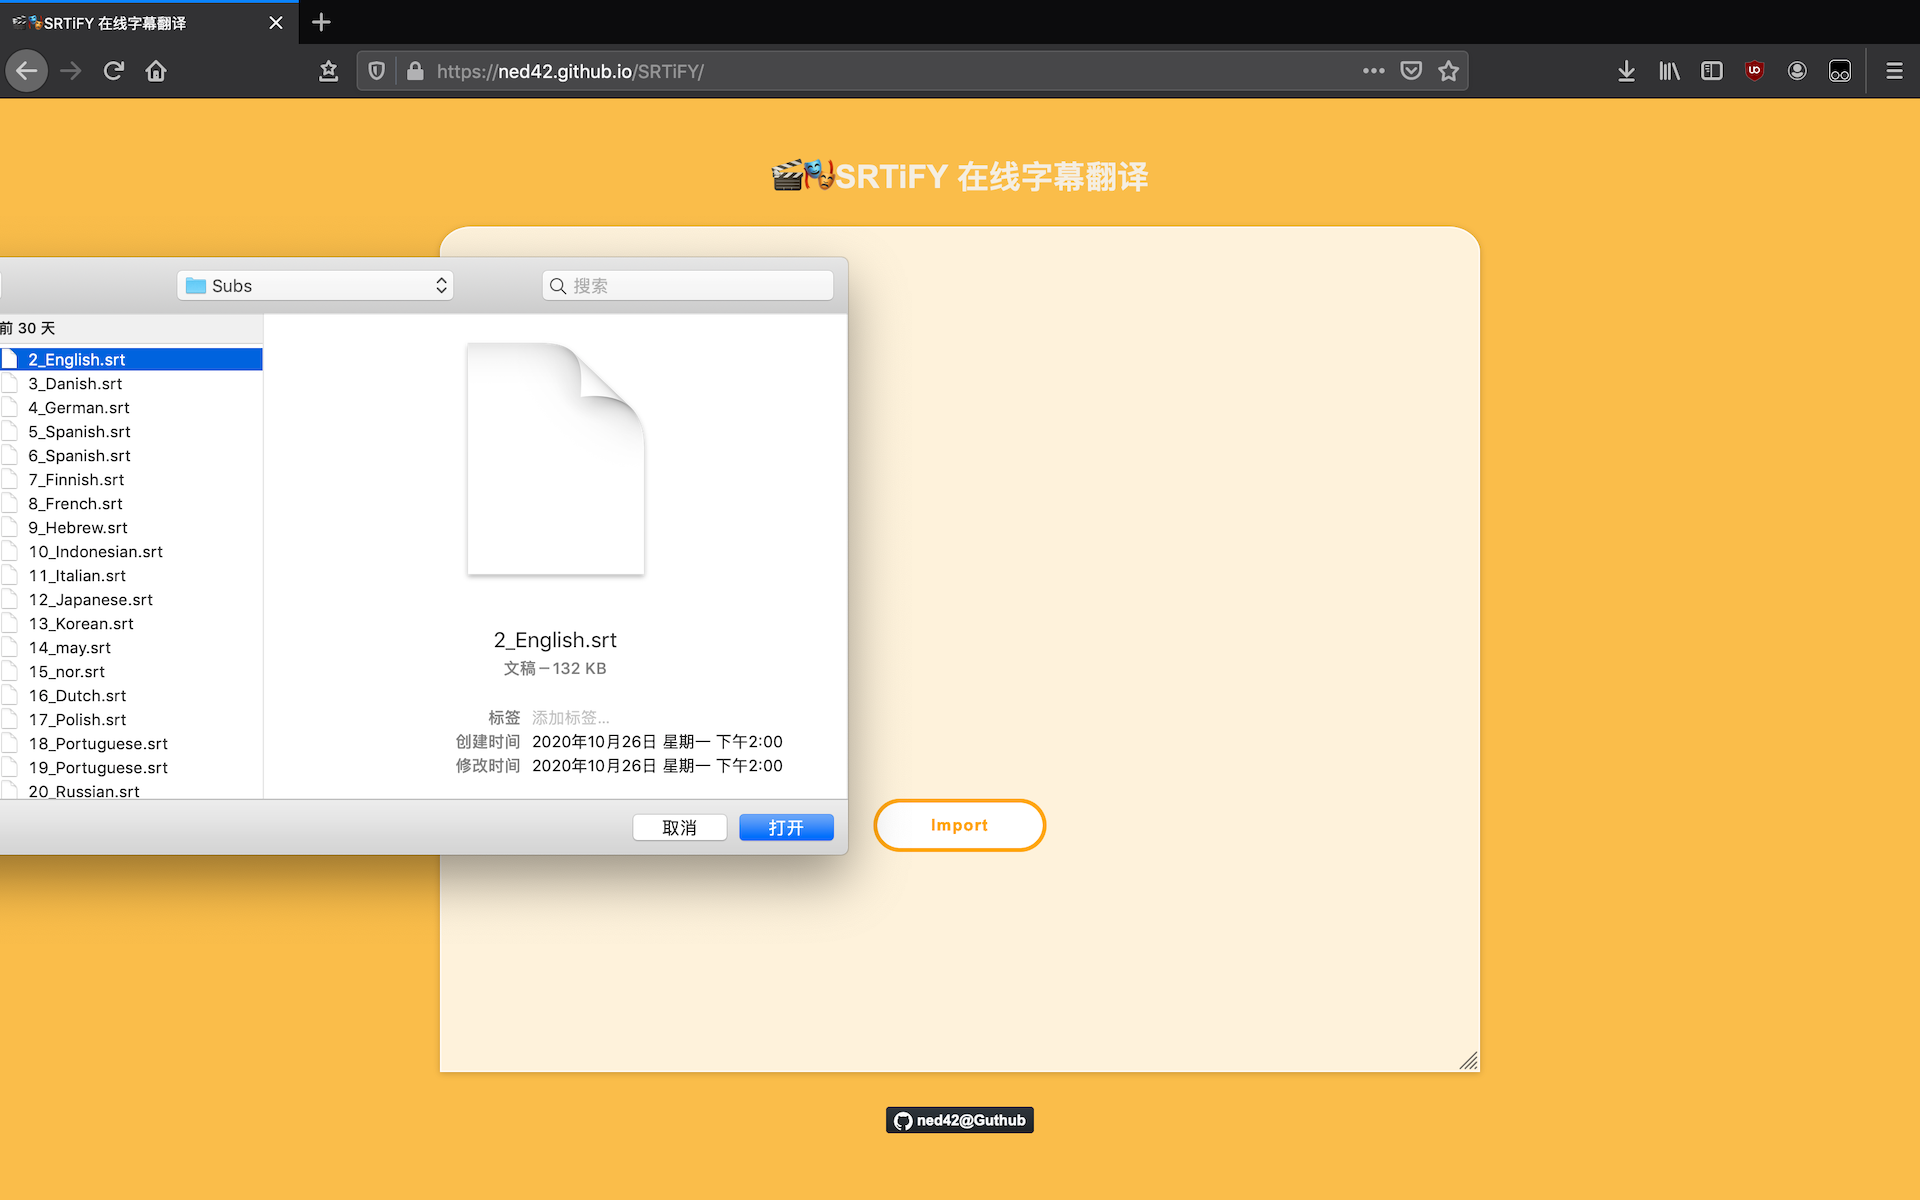 SRTiFY 在线字幕翻译
https://ned42.github.io/SRTiFY/
SRTiFY 在线字幕翻译
Subs
搜索
前 30 天
2_English.srt
3_Danish.srt
4_German.srt
5_Spanish.srt
6_Spanish.srt
7_Finnish.srt
8_French.srt
9_Hebrew.srt
10_Indonesian.srt
11_Italian.srt
12_Japanese.srt
13_Korean.srt
14_may.srt
15_nor.srt
16_Dutch.srt
17_Polish.srt
18_Portuguese.srt
19_Portuguese.srt
20_Russian.srt
2_English.srt
文稿 – 132 KB
标签 添加标签...
创建时间 2020年10月26日 星期一 下午2:00
修改时间 2020年10月26日 星期一 下午2:00
取消
打开
Import
ned42@Guthub